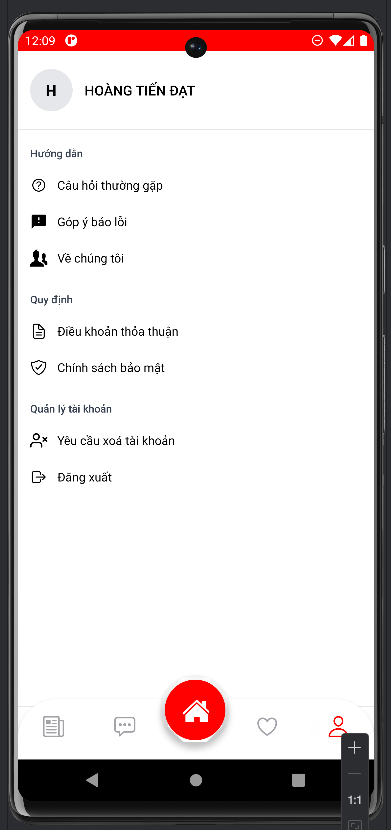 12:09
H
HOÀNG TIẾN ĐẠT
Hướng dẫn
Câu hỏi thường gặp
Góp ý báo lỗi
Về chúng tôi
Quy định
Điều khoản thỏa thuận
Chính sách bảo mật
Quản lý tài khoản
Yêu cầu xoá tài khoản
Đăng xuất
1:1